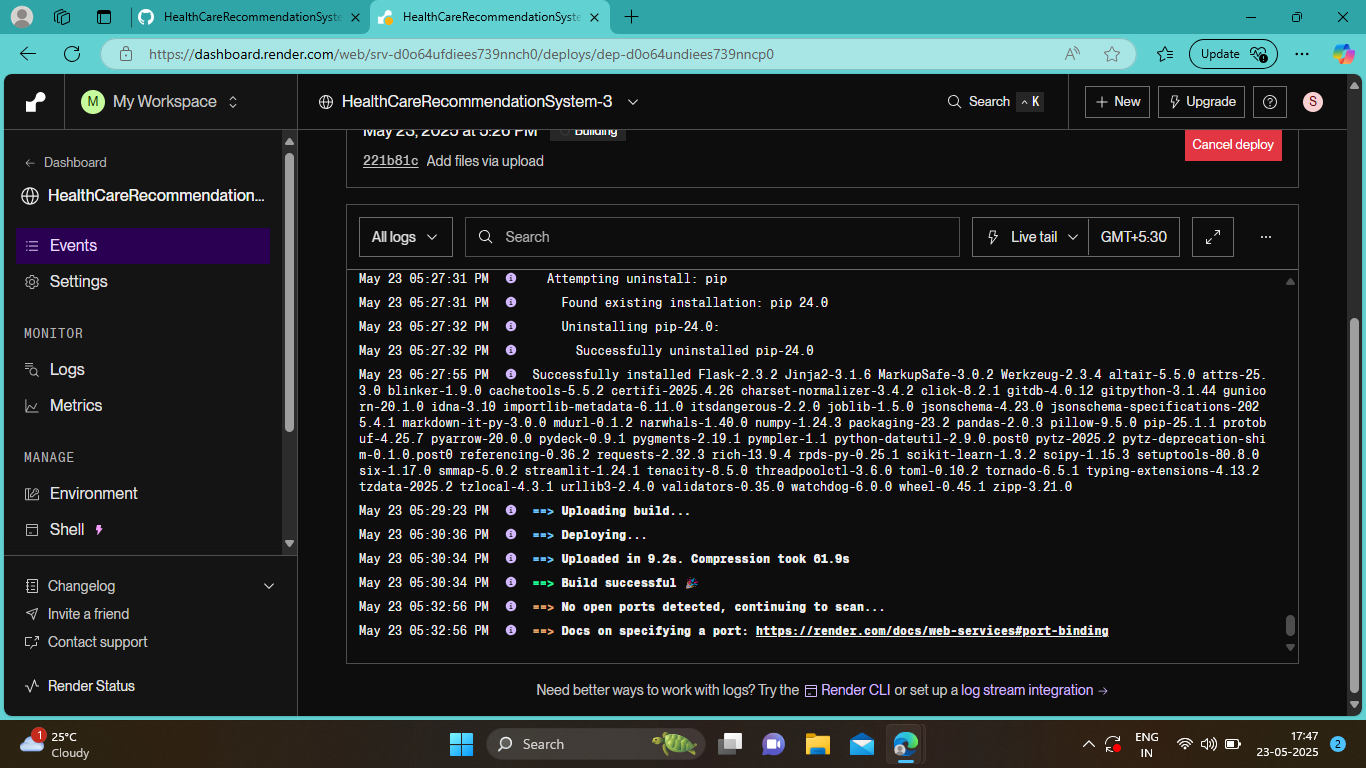 HealthCareRecommendationSyste
HealthCareRecommendationSyste
https://dashboard.render.com/web/srv-d0o64ufdiees739nnch0/deploys/dep-d0o64undiees739nncp0
Update
M My Workspace
HealthCareRecommendationSystem-3
Search
K
+ New
Upgrade
S
← Dashboard
HealthCareRecommendation...
Events
Settings
MONITOR
Logs
Metrics
MANAGE
Environment
Shell
Changelog
Invite a friend
Contact support
Render Status
May 23, 2025 at 5:26 PM Building
221b81c Add files via upload
Cancel deploy
All logs
Search
Live tail
GMT+5:30
May 23 05:27:31 PM Attempting uninstall: pip
May 23 05:27:31 PM Found existing installation: pip 24.0
May 23 05:27:32 PM Uninstalling pip-24.0:
May 23 05:27:32 PM Successfully uninstalled pip-24.0
May 23 05:27:55 PM Successfully installed Flask-2.3.2 Jinja2-3.1.6 MarkupSafe-3.0.2 Werkzeug-2.3.4 altair-5.5.0 attrs-25.
3.0 blinker-1.9.0 cachetools-5.5.2 certifi-2025.4.26 charset-normalizer-3.4.2 click-8.2.1 gitdb-4.0.12 gitpython-3.1.44 gunico
rn-20.1.0 idna-3.10 importlib-metadata-6.11.0 itsdangerous-2.2.0 joblib-1.5.0 jsonschema-4.23.0 jsonschema-specifications-202
5.4.1 markdown-it-py-3.0.0 mdurl-0.1.2 narwhals-1.40.0 numpy-1.24.3 packaging-23.2 pandas-2.0.3 pillow-9.5.0 pip-25.1.1 protob
uf-4.25.7 pyarrow-20.0.0 pydeck-0.9.1 pygments-2.19.1 pympler-1.1 python-dateutil-2.9.0.post0 pytz-2025.2 pytz-deprecation-shi
m-0.1.0.post0 referencing-0.36.2 requests-2.32.3 rich-13.9.4 rpds-py-0.25.1 scikit-learn-1.3.2 scipy-1.15.3 setuptools-80.8.0
six-1.17.0 smmap-5.0.2 streamlit-1.24.1 tenacity-8.5.0 threadpoolctl-3.6.0 toml-0.10.2 tornado-6.5.1 typing-extensions-4.13.2
tzdata-2025.2 tzlocal-4.3.1 urllib3-2.4.0 validators-0.35.0 watchdog-6.0.0 wheel-0.45.1 zipp-3.21.0
May 23 05:29:23 PM ==> Uploading build...
May 23 05:30:36 PM ==> Deploying...
May 23 05:30:34 PM ==> Uploaded in 9.2s. Compression took 61.9s
May 23 05:30:34 PM ==> Build successful 🎉
May 23 05:32:56 PM ==> No open ports detected, continuing to scan...
May 23 05:32:56 PM ==> Docs on specifying a port: https://render.com/docs/web-services#port-binding
Need better ways to work with logs? Try the Render CLI or set up a log stream integration →
1
25°C
Cloudy
Search
ENG
IN
17:47
23-05-2025
2